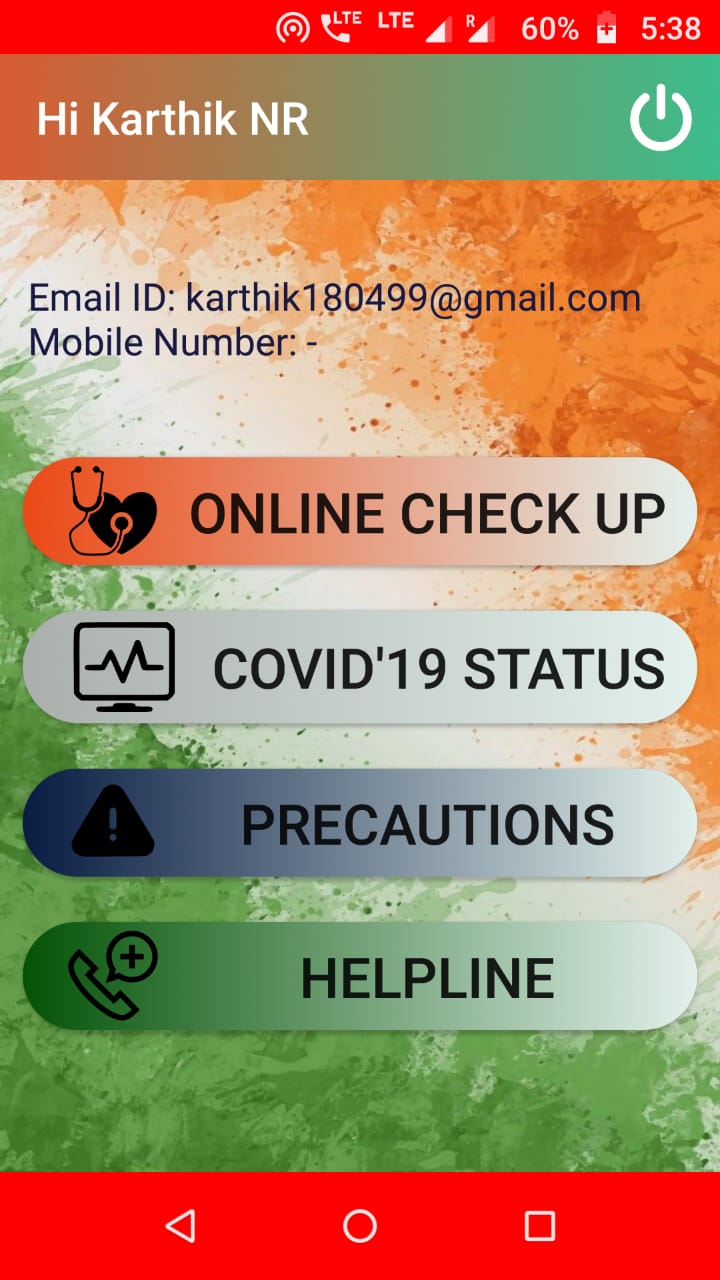 LTE LTE R 60% 5:38
Hi Karthik NR
Email ID: karthik180499@gmail.com
Mobile Number: -
ONLINE CHECK UP
COVID'19 STATUS
PRECAUTIONS
HELPLINE